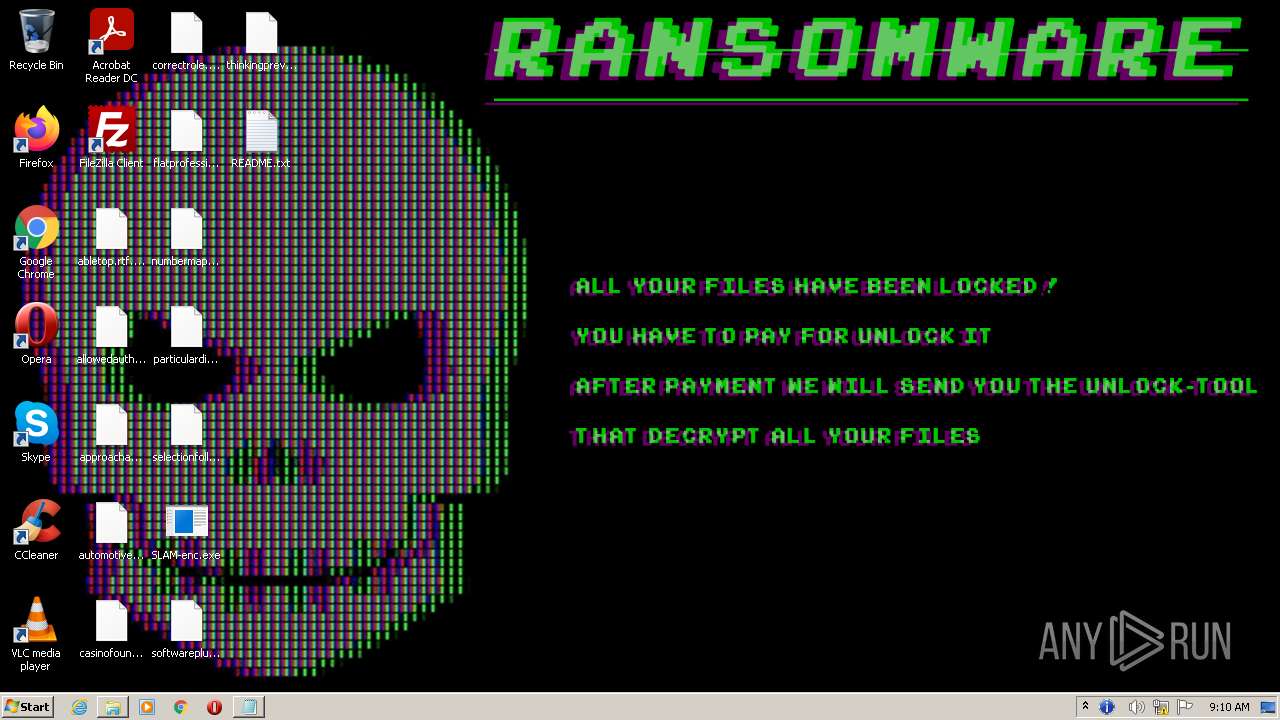 RANSOMWARE
ALL YOUR FILES HAVE BEEN LOCKED!
YOU HAVE TO PAY FOR UNLOCK IT
AFTER PAYMENT WE WILL SEND YOU THE UNLOCK-TOOL
THAT DECRYPT ALL YOUR FILES
Recycle Bin
Acrobat
Reader DC
correctrole....
thinkingprev...
Firefox
FileZilla Client
flatprofessi...
README.txt
Google
Chrome
abletop.rtf....
numbermap...
Opera
allowedauth...
particulardi...
Skype
approacha...
selectionfoll...
CCleaner
automotive...
SLAM-enc.exe
VLC media
player
casinofoun...
softwareplu...
ANY RUN
Start
9:10 AM